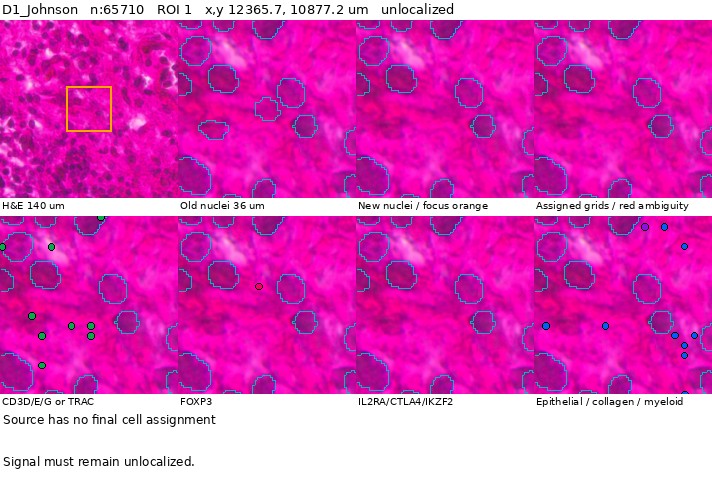 D1_Johnson n:65710 ROI 1 x,y 12365.7, 10877.2 um unlocalized
H&E 140 um
Old nuclei 36 um
New nuclei / focus orange
Assigned grids / red ambiguity
CD3D/E/G or TRAC
FOXP3
IL2RA/CTLA4/IKZF2
Epithelial / collagen / myeloid
Source has no final cell assignment
Signal must remain unlocalized.